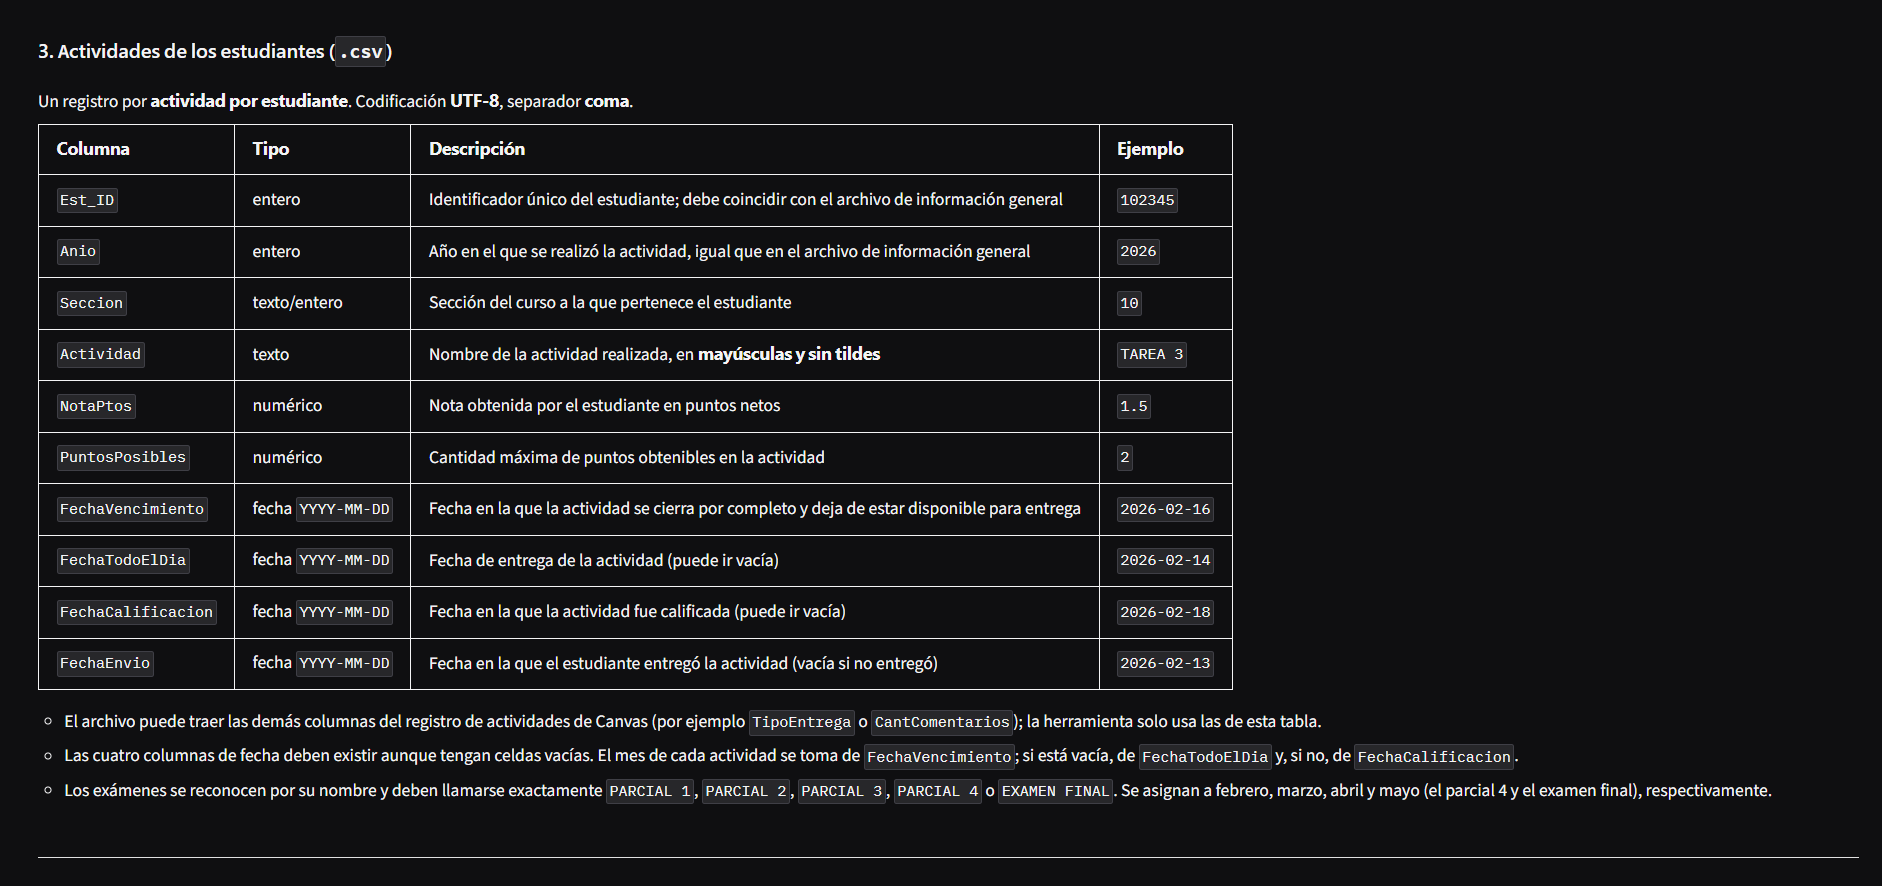 3. Actividades de los estudiantes (.csv)
Un registro por actividad por estudiante. Codificación UTF-8, separador coma.
Columna Tipo Descripción Ejemplo
Est_ID entero Identificador único del estudiante; debe coincidir con el archivo de información general 102345
Anio entero Año en el que se realizó la actividad, igual que en el archivo de información general 2026
Seccion texto/entero Sección del curso a la que pertenece el estudiante 10
Actividad texto Nombre de la actividad realizada, en mayúsculas y sin tildes TAREA 3
NotaPtos numérico Nota obtenida por el estudiante en puntos netos 1.5
PuntosPosibles numérico Cantidad máxima de puntos obtenibles en la actividad 2
FechaVencimiento fecha YYYY-MM-DD Fecha en la que la actividad se cierra por completo y deja de estar disponible para entrega 2026-02-16
FechaTodoElDia fecha YYYY-MM-DD Fecha de entrega de la actividad (puede ir vacía) 2026-02-14
FechaCalificacion fecha YYYY-MM-DD Fecha en la que la actividad fue calificada (puede ir vacía) 2026-02-18
FechaEnvio fecha YYYY-MM-DD Fecha en la que el estudiante entregó la actividad (vacía si no entregó) 2026-02-13
El archivo puede traer las demás columnas del registro de actividades de Canvas (por ejemplo TipoEntrega o CantComentarios); la herramienta solo usa las de esta tabla.
Las cuatro columnas de fecha deben existir aunque tengan celdas vacías. El mes de cada actividad se toma de FechaVencimiento; si está vacía, de FechaTodoElDia y, si no, de FechaCalificacion.
Los exámenes se reconocen por su nombre y deben llamarse exactamente PARCIAL 1, PARCIAL 2, PARCIAL 3, PARCIAL 4 o EXAMEN FINAL. Se asignan a febrero, marzo, abril y mayo (el parcial 4 y el examen final), respectivamente.